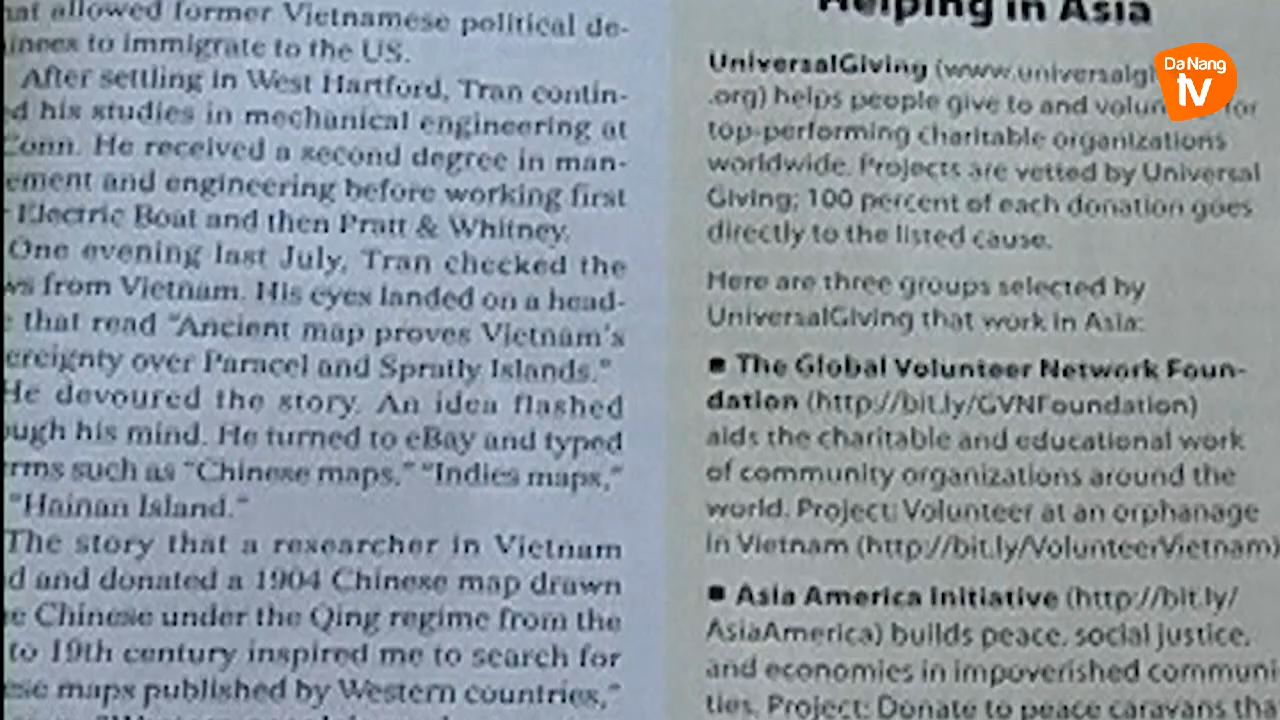 allowed former Vietnamese political de-
to immigrate to the US.
After settling in West Hartford, Tran contin-
his studies in mechanical engineering at
Conn. He received a second degree in man-
ement and engineering before working first
Electric Boat and then Pratt & Whitney.
One evening last July, Tran checked the
ws from Vietnam. His eyes landed on a head-
that read "Ancient map proves Vietnam's
ereignty over Paracel and Spratly Islands."
He devoured the story. An idea flashed
ough his mind. He turned to eBay and typed
rms such as "Chinese maps," "Indies maps,"
"Hainan Island."
The story that a researcher in Vietnam
d and donated a 1904 Chinese map drawn
Chinese under the Qing regime from the
to 19th century inspired me to search for
ese maps published by Western countries,"
Helping in Asia
UniversalGiving (www.universalgi
.org) helps people give to and volun for
top-performing charitable organizations
worldwide. Projects are vetted by Universal
Giving; 100 percent of each donation goes
directly to the listed cause.
Here are three groups selected by
UniversalGiving that work in Asia:
■ The Global Volunteer Network Foun-
dation (http://bit.ly/GVNFoundation)
aids the charitable and educational work
of community organizations around the
world. Project: Volunteer at an orphanage
in Vietnam (http://bit.ly/VolunteerVietnam)
■ Asia America Initiative (http://bit.ly/
AsiaAmerica) builds peace, social justice,
and economies in impoverished communi-
ties. Project: Donate to peace caravans tha
Da Nang
tv